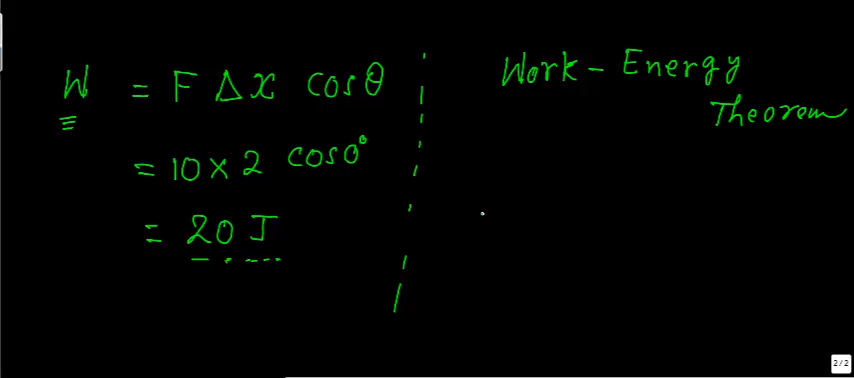 W = F Δx cosθ
= 10 × 2 cos0°
= 20 J
Work - Energy
Theorem
2/2